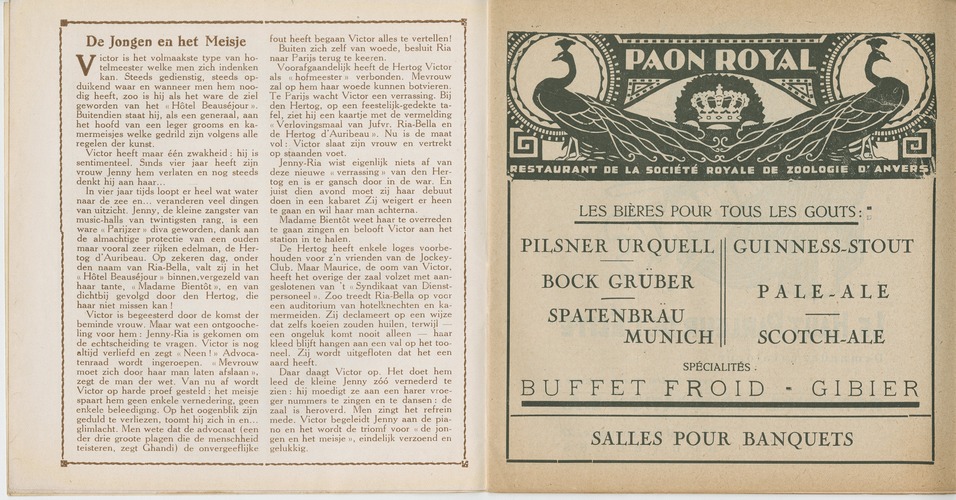 De Jongen en het Meisje
Victor is het volmaakste type van ho-
telmeester welke men zich indenken
kan. Steeds gedienstig, steeds op-
duikend waar en wanneer men hem noo-
dig heeft, zoo is hij als het ware de ziel
geworden van het « Hôtel Beauséjour ».
Buitendien staat hij, als een generaal, aan
het hoofd van een leger grooms en ka-
mermeisjes welke gedrild zijn volgens alle
regelen der kunst.
Victor heeft maar één zwakheid : hij is
sentimenteel. Sinds vier jaar heeft zijn
vrouw Jenny hem verlaten en nog steeds
denkt hij aan haar...
In vier jaar tijds loopt er heel wat water
naar de zee en... veranderen veel dingen
van uitzicht. Jenny, de kleine zangster van
music-halls van twintigsten rang, is een
ware « Parijzer » diva geworden, dank aan
de almachtige protectie van een ouden
maar vooral zeer rijken edelman, de Her-
tog d'Auribeau. Op zekeren dag, onder
den naam van Ria-Bella, valt zij in het
« Hôtel Beauséjour » binnen, vergezeld van
haar tante, « Madame Bientôt », en van
dichtbij gevolgd door den Hertog, die
haar niet missen kan !
Victor is begeesterd door de komst der
beminde vrouw. Maar wat een ontgooche-
ling voor hem : Jenny-Ria is gekomen om
de echtscheiding te vragen. Victor is nog
altijd verliefd en zegt « Neen ! » Advoca-
tenraad wordt ingeroepen. « Mevrouw
moet zich door haar man laten afslaan »,
zegt de man der wet. Van nu af wordt
Victor op harde proef gesteld : het meisje
spaart hem geen enkele vernedering, geen
enkele beleediging. Op het oogenblik zijn
geduld te verliezen, toomt hij zich in en...
glimlacht. Men wete dat de advocaat (een
der drie groote plagen die de menschheid
teisteren, zegt Ghandi) de onvergeeflijke
fout heeft begaan Victor alles te vertellen!
Buiten zich zelf van woede, besluit Ria
naar Parijs terug te keeren.
Voorafgaandelijk heeft de Hertog Victor
als « hofmeester » verbonden. Mevrouw
zal op hem haar woede kunnen botvieren.
Te Parijs wacht Victor een verrassing. Bij
den Hertog, op een feestelijk-gedekte ta-
fel, ziet hij een kaartje met de vermelding
« Verlovingsmaal van Jufvr. Ria-Bella en
de Hertog d'Auribeau ». Nu is de maat
vol : Victor slaat zijn vrouw en vertrekt
op staanden voet.
Jenny-Ria wist eigenlijk niets af van
deze nieuwe « verrassing » van den Her-
tog en is er gansch door in de war. En
juist dien avond moet zij haar debuut
doen in een kabaret Zij weigert er heen
te gaan en wil haar man achterna.
Madame Bientôt weet haar te overreden
te gaan zingen en belooft Victor aan het
station in te halen.
De Hertog heeft enkele loges voorbe-
houden voor z'n vrienden van de Jockey-
Club. Maar Maurice, de oom van Victor,
heeft het overige der zaal volzet met aan-
geslotenen van 't « Syndikaat van Dienst-
personeel ». Zoo treedt Ria-Bella op voor
een auditorium van hotelknechten en ka-
mermeiden. Zij declameert op een wijze
dat zelfs koeien zouden huilen, terwijl —
een ongeluk komt nooit alleen — haar
kleed blijft hangen aan een val op het too-
neel. Zij wordt uitgefloten dat het een
aard heeft.
Daar daagt Victor op. Het doet hem
leed de kleine Jenny zóó vernederd te
zien : hij moedigt ze aan een harer vroe-
ger nummers te zingen en te dansen : de
zaal is heroverd. Men zingt het refrein
mede. Victor begeleidt Jenny aan de pia-
no en het wordt de triomf voor « de jon-
gen en het meisje », eindelijk verzoend en
gelukkig.
PAON ROYAL
RESTAURANT DE LA SOCIÉTÉ ROYALE DE ZOOLOGIE D'ANVERS
LES BIÈRES POUR TOUS LES GOUTS :
PILSNER URQUELL
BOCK GRÜBER
SPATENBRÄU
MUNICH
GUINNESS-STOUT
PALE-ALE
SCOTCH-ALE
SPÉCIALITÉS.
BUFFET FROID - GIBIER
SALLES POUR BANQUETS